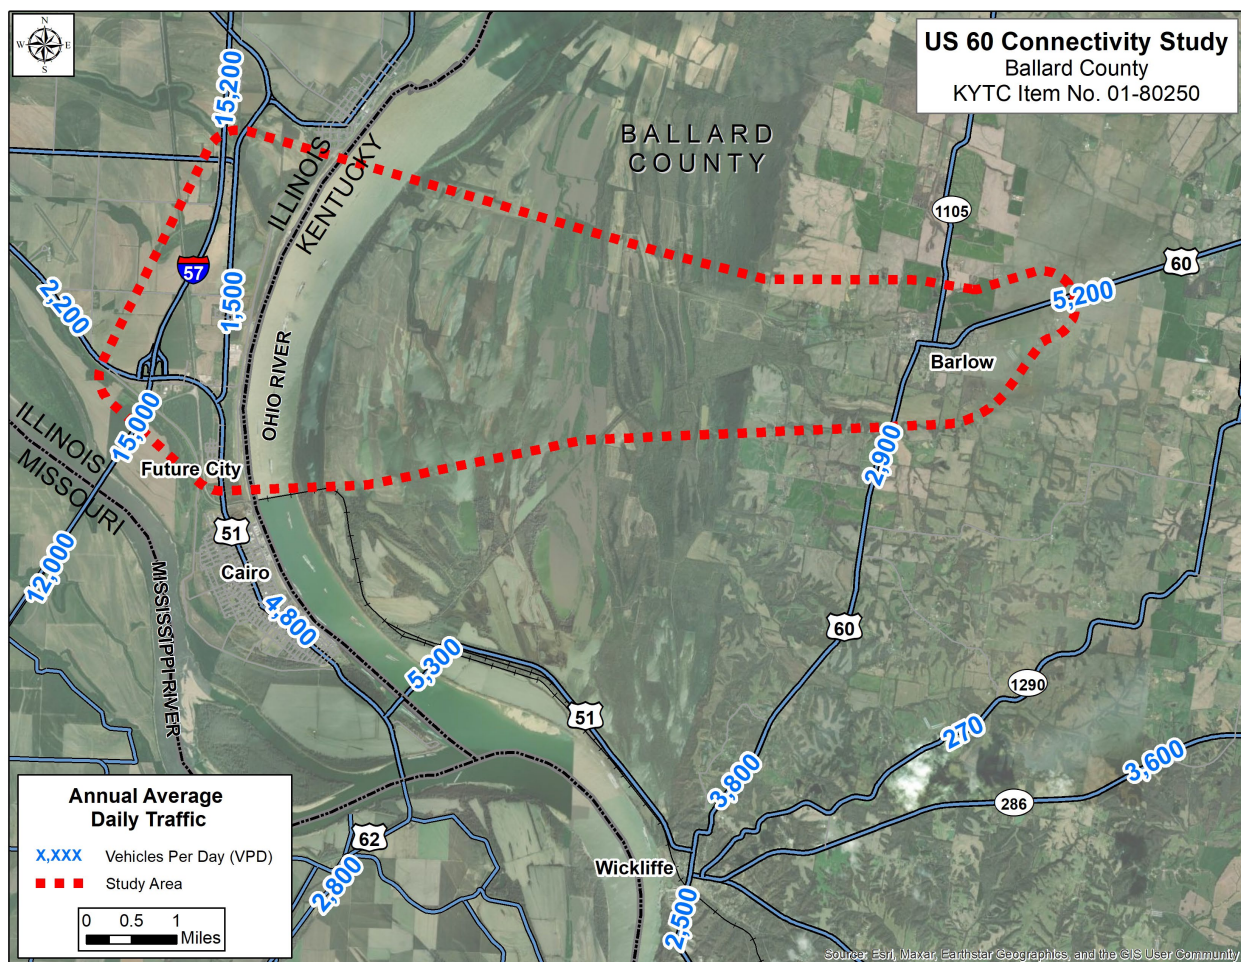 N
W
E
S
US 60 Connectivity Study
Ballard County
KYTC Item No. 01-80250
15,200
BALLARD
COUNTY
ILLINOIS
KENTUCKY
1105
60
57
5,200
2,200
1,500
OHIO RIVER
Barlow
ILLINOIS
MISSOURI
15,000
Future City
2,900
51
12,000
Cairo
MISSISSIPPI RIVER
4,800
60
5,300
1290
51
270
3,800
3,600
286
Annual Average
Daily Traffic
X,XXX Vehicles Per Day (VPD)
Study Area
0 0.5 1
Miles
62
2,800
Wickliffe
2,500
Source: Esri, Maxar, Earthstar Geographics, and the GIS User Community